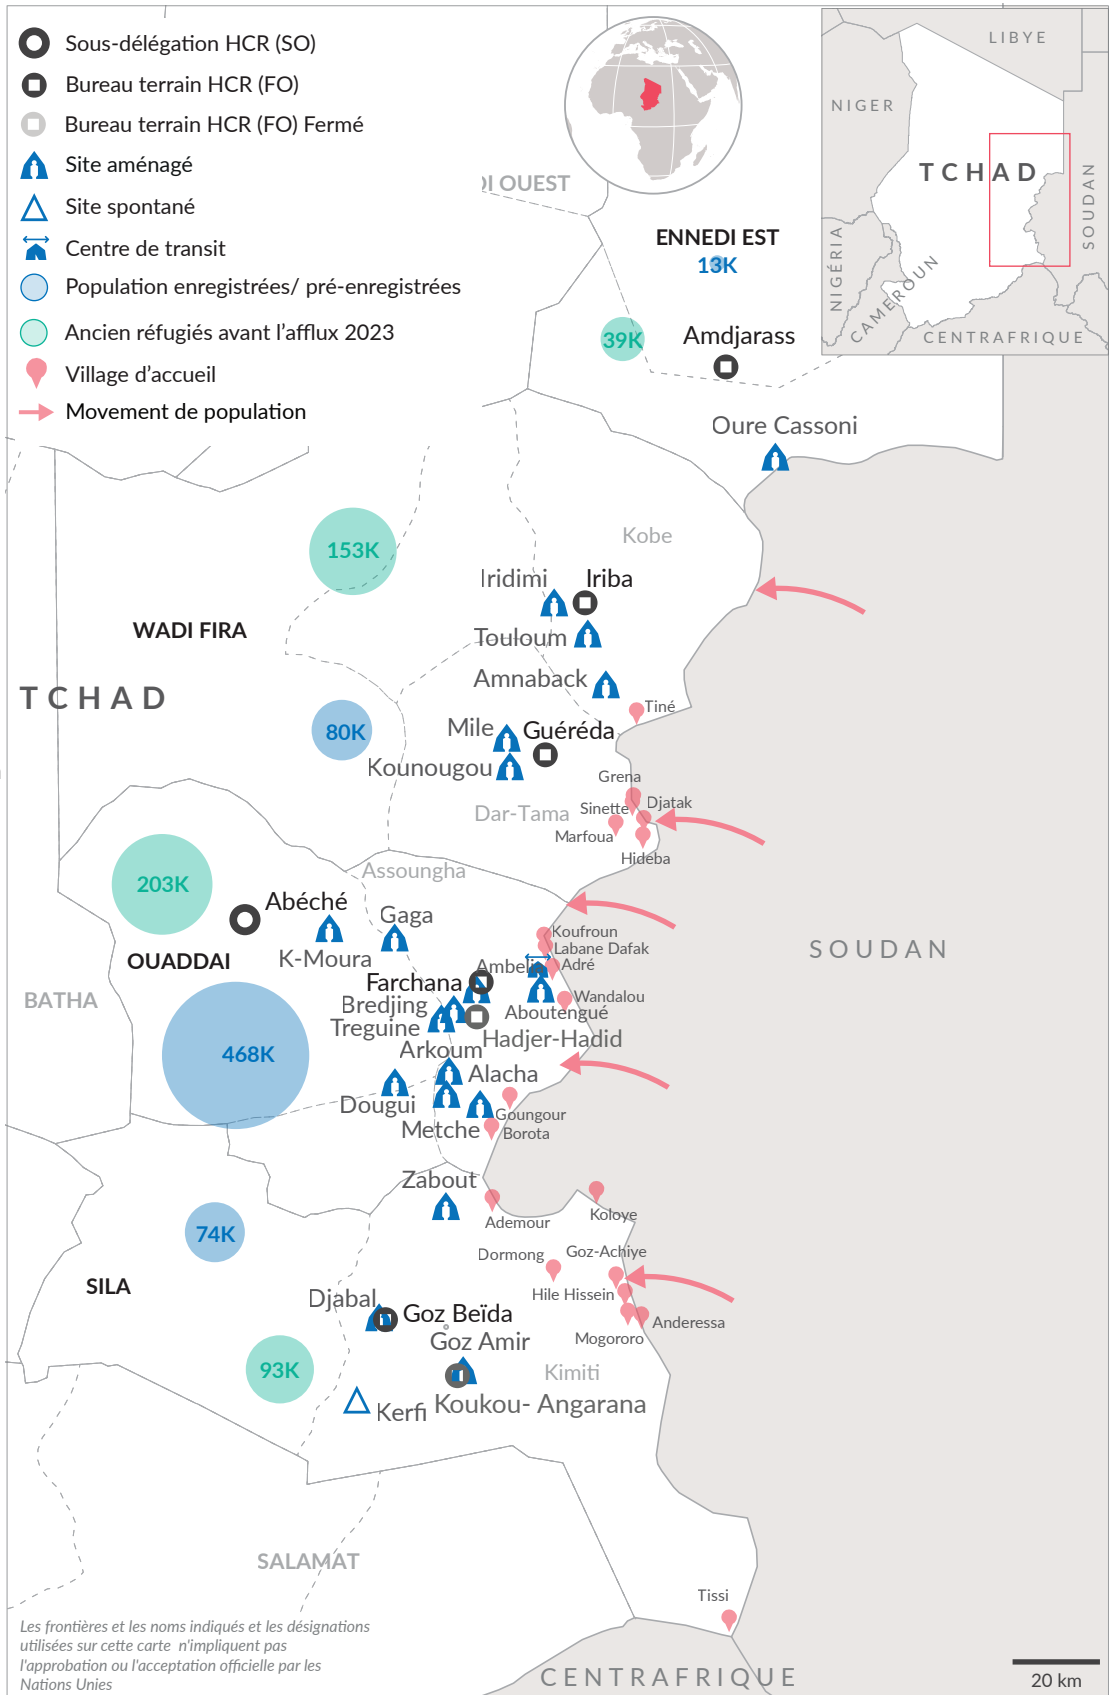 Sous-délégation HCR (SO)
Bureau terrain HCR (FO)
Bureau terrain HCR (FO) Fermé
Site aménagé
Site spontané
Centre de transit
Population enregistrées/ pré-enregistrées
Ancien réfugiés avant l'afflux 2023
Village d'accueil
Movement de population
LIBYE
NIGER
TCHAD
SOUDAN
NIGÉRIA
CAMEROUN
CENTRAFRIQUE
DI OUEST
ENNEDI EST
13K
39K
Amdjarass
Oure Cassoni
Kobe
153K
Iridimi
Iriba
WADI FIRA
Touloum
Amnaback
TCHAD
Tiné
80K
Mile
Guéréda
Kounougou
Grena
Sinette
Djatak
Dar-Tama
Marfoua
Hideba
Assoungha
203K
Abéché
Gaga
Koufroun
Labane Dafak
SOUDAN
OUADDAI
K-Moura
Ambelia
Adré
Farchana
BATHA
Bredjing
Wandalou
Treguine
Aboutengué
Hadjer-Hadid
468K
Arkoum
Alacha
Dougui
Goungour
Metche
Borota
Zabout
Ademour
Koloye
74K
Dormong
Goz-Achiye
SILA
Djabal
Hile Hissein
Goz Beïda
Anderessa
Goz Amir
Mogororo
93K
Kimiti
Kerfi
Koukou- Angarana
SALAMAT
Tissi
Les frontières et les noms indiqués et les désignations
utilisées sur cette carte n'impliquent pas
l'approbation ou l'acceptation officielle par les
Nations Unies
CENTRAFRIQUE
20 km